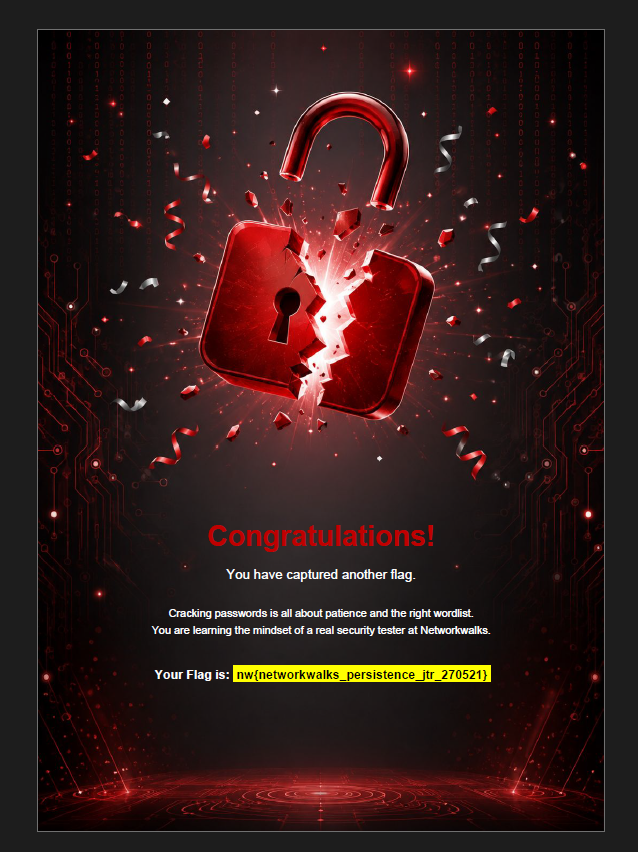 Congratulations!
You have captured another flag.
Cracking passwords is all about patience and the right wordlist.
You are learning the mindset of a real security tester at Networkwalks.
Your Flag is: nw{networkwalks_persistence_jtr_270521}